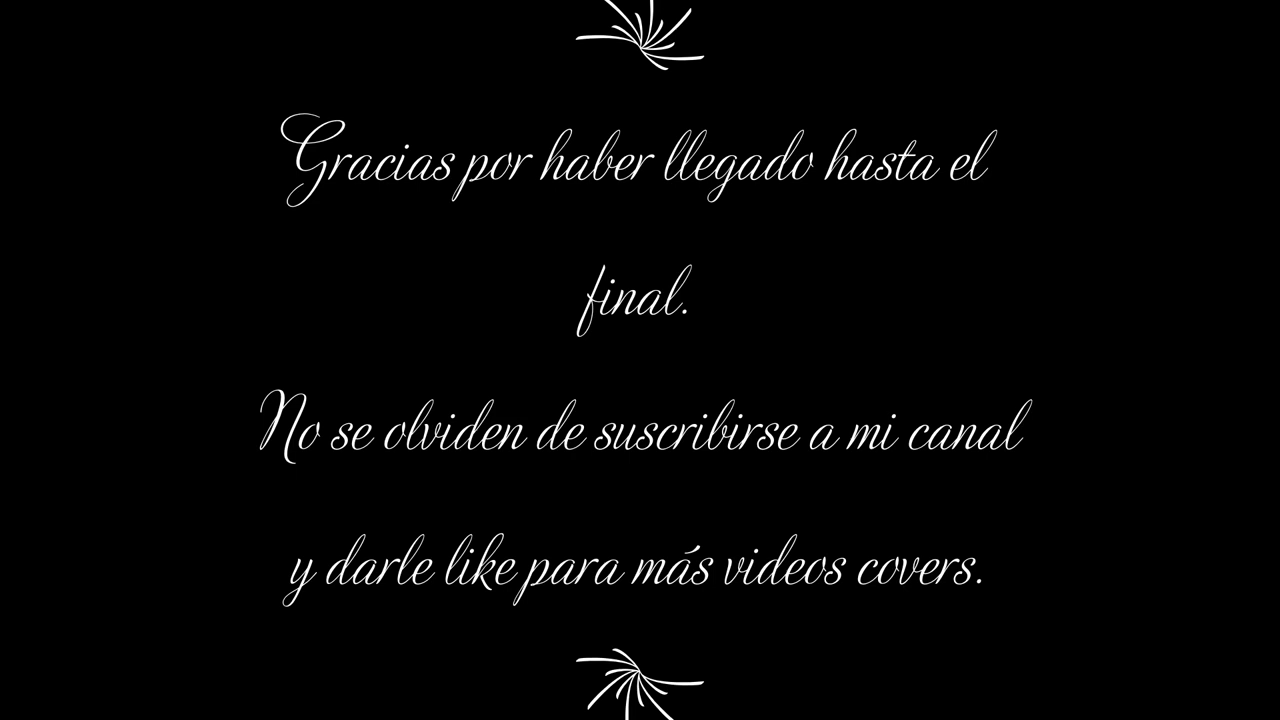 Gracias por haber llegado hasta el
final.
No se olviden de suscribirse a mi canal
y darle like para más videos covers.